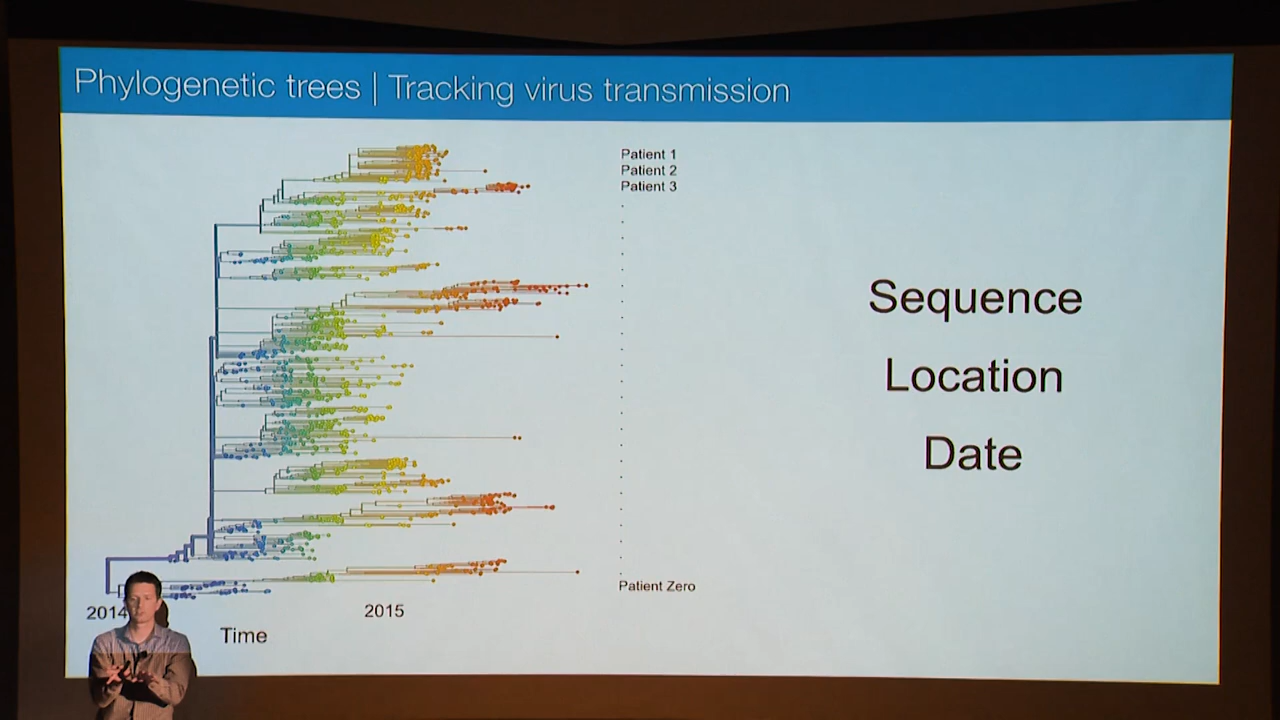 Phylogenetic trees | Tracking virus transmission
Patient 1
Patient 2
Patient 3
Sequence
Location
Date
Patient Zero
2014
2015
Time